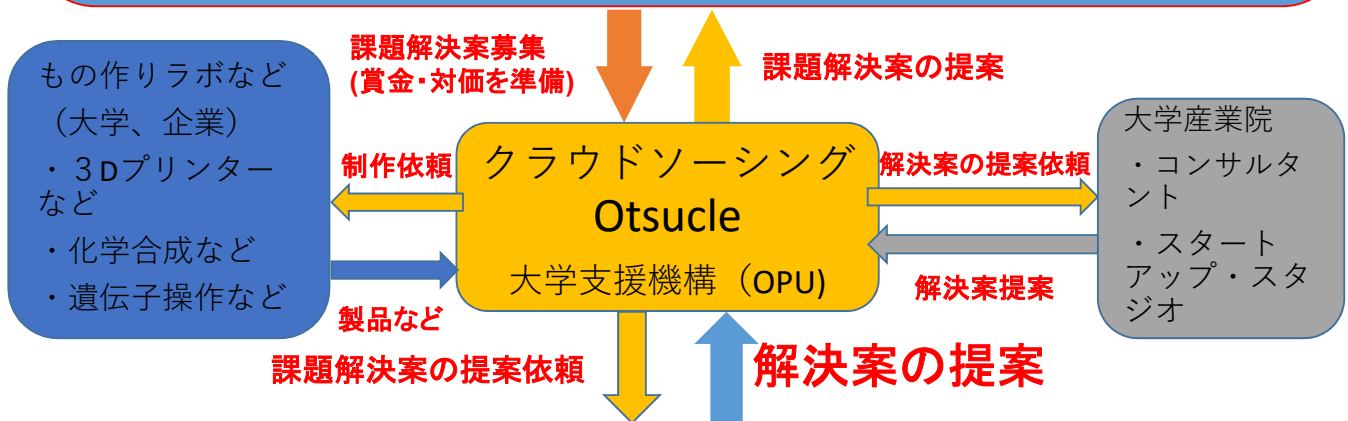 課題解決案募集
(賞金・対価を準備)
課題解決案の提案
もの作りラボなど
（大学、企業）
・３Dプリンター
など
・化学合成など
・遺伝子操作など
制作依頼
製品など
クラウドソーシング
Otsucle
大学支援機構（OPU)
解決案の提案依頼
解決案提案
大学産業院
・コンサルタ
ント
・スタート
アップ・スタ
ジオ
課題解決案の提案依頼
解決案の提案